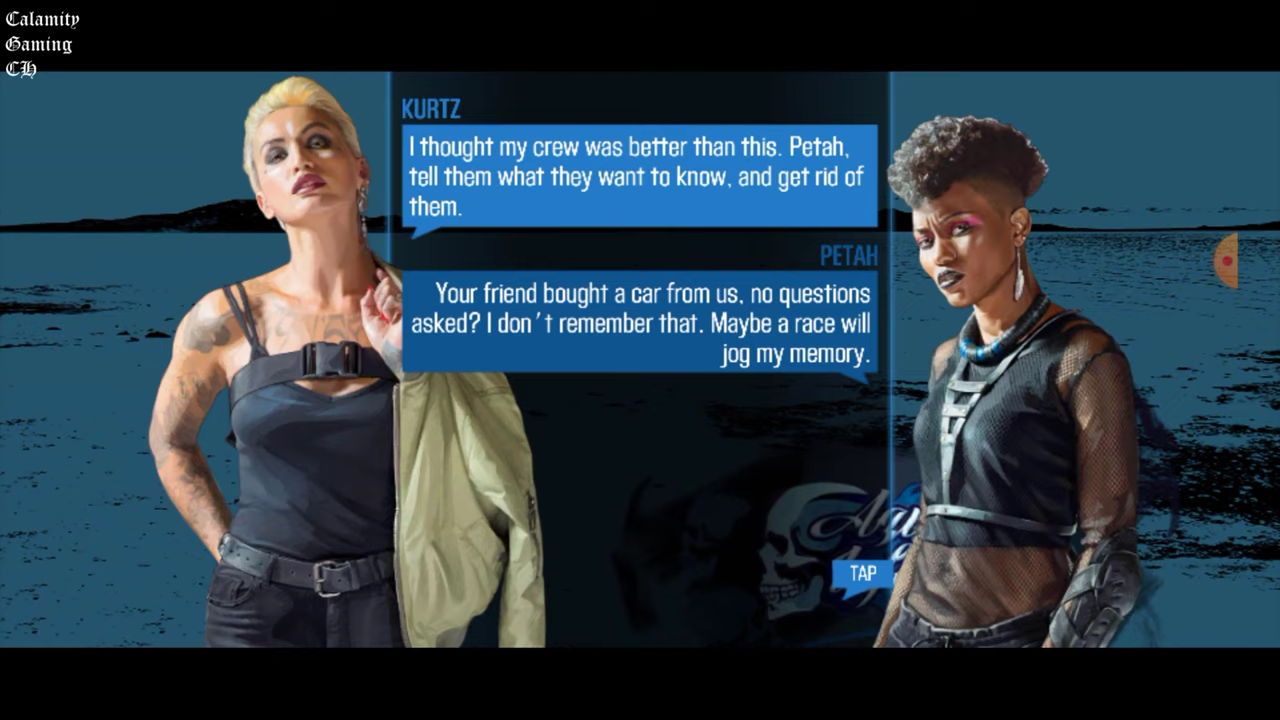 Calamity
Gaming
CH
KURTZ
I thought my crew was better than this. Petah,
tell them what they want to know, and get rid of
them.
PETAH
Your friend bought a car from us, no questions
asked? I don't remember that. Maybe a race will
jog my memory.
TAP